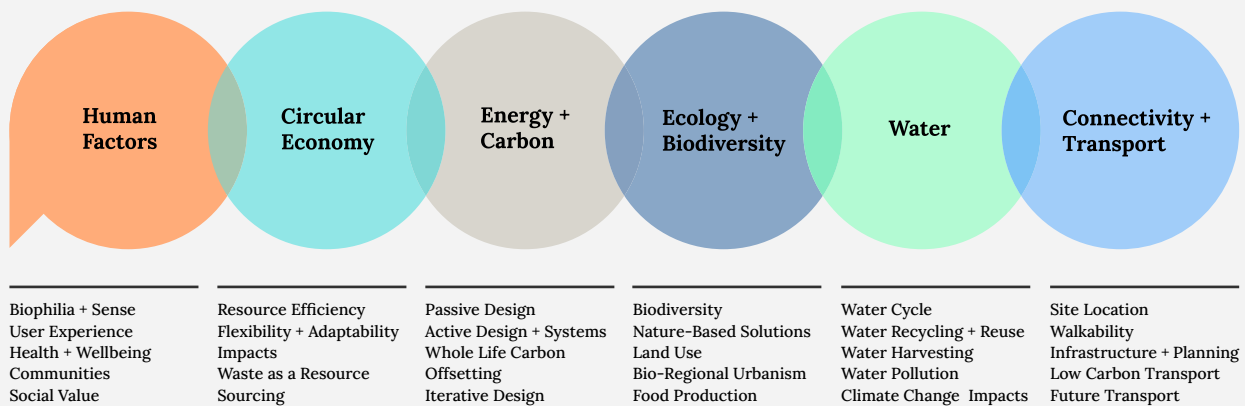 Human
Factors
Circular
Economy
Energy +
Carbon
Ecology +
Biodiversity
Water
Connectivity +
Transport
Biophilia + Sense
User Experience
Health + Wellbeing
Communities
Social Value
Resource Efficiency
Flexibility + Adaptability
Impacts
Waste as a Resource
Sourcing
Passive Design
Active Design + Systems
Whole Life Carbon
Offsetting
Iterative Design
Biodiversity
Nature-Based Solutions
Land Use
Bio-Regional Urbanism
Food Production
Water Cycle
Water Recycling + Reuse
Water Harvesting
Water Pollution
Climate Change  Impacts
Site Location
Walkability
Infrastructure + Planning
Low Carbon Transport
Future Transport